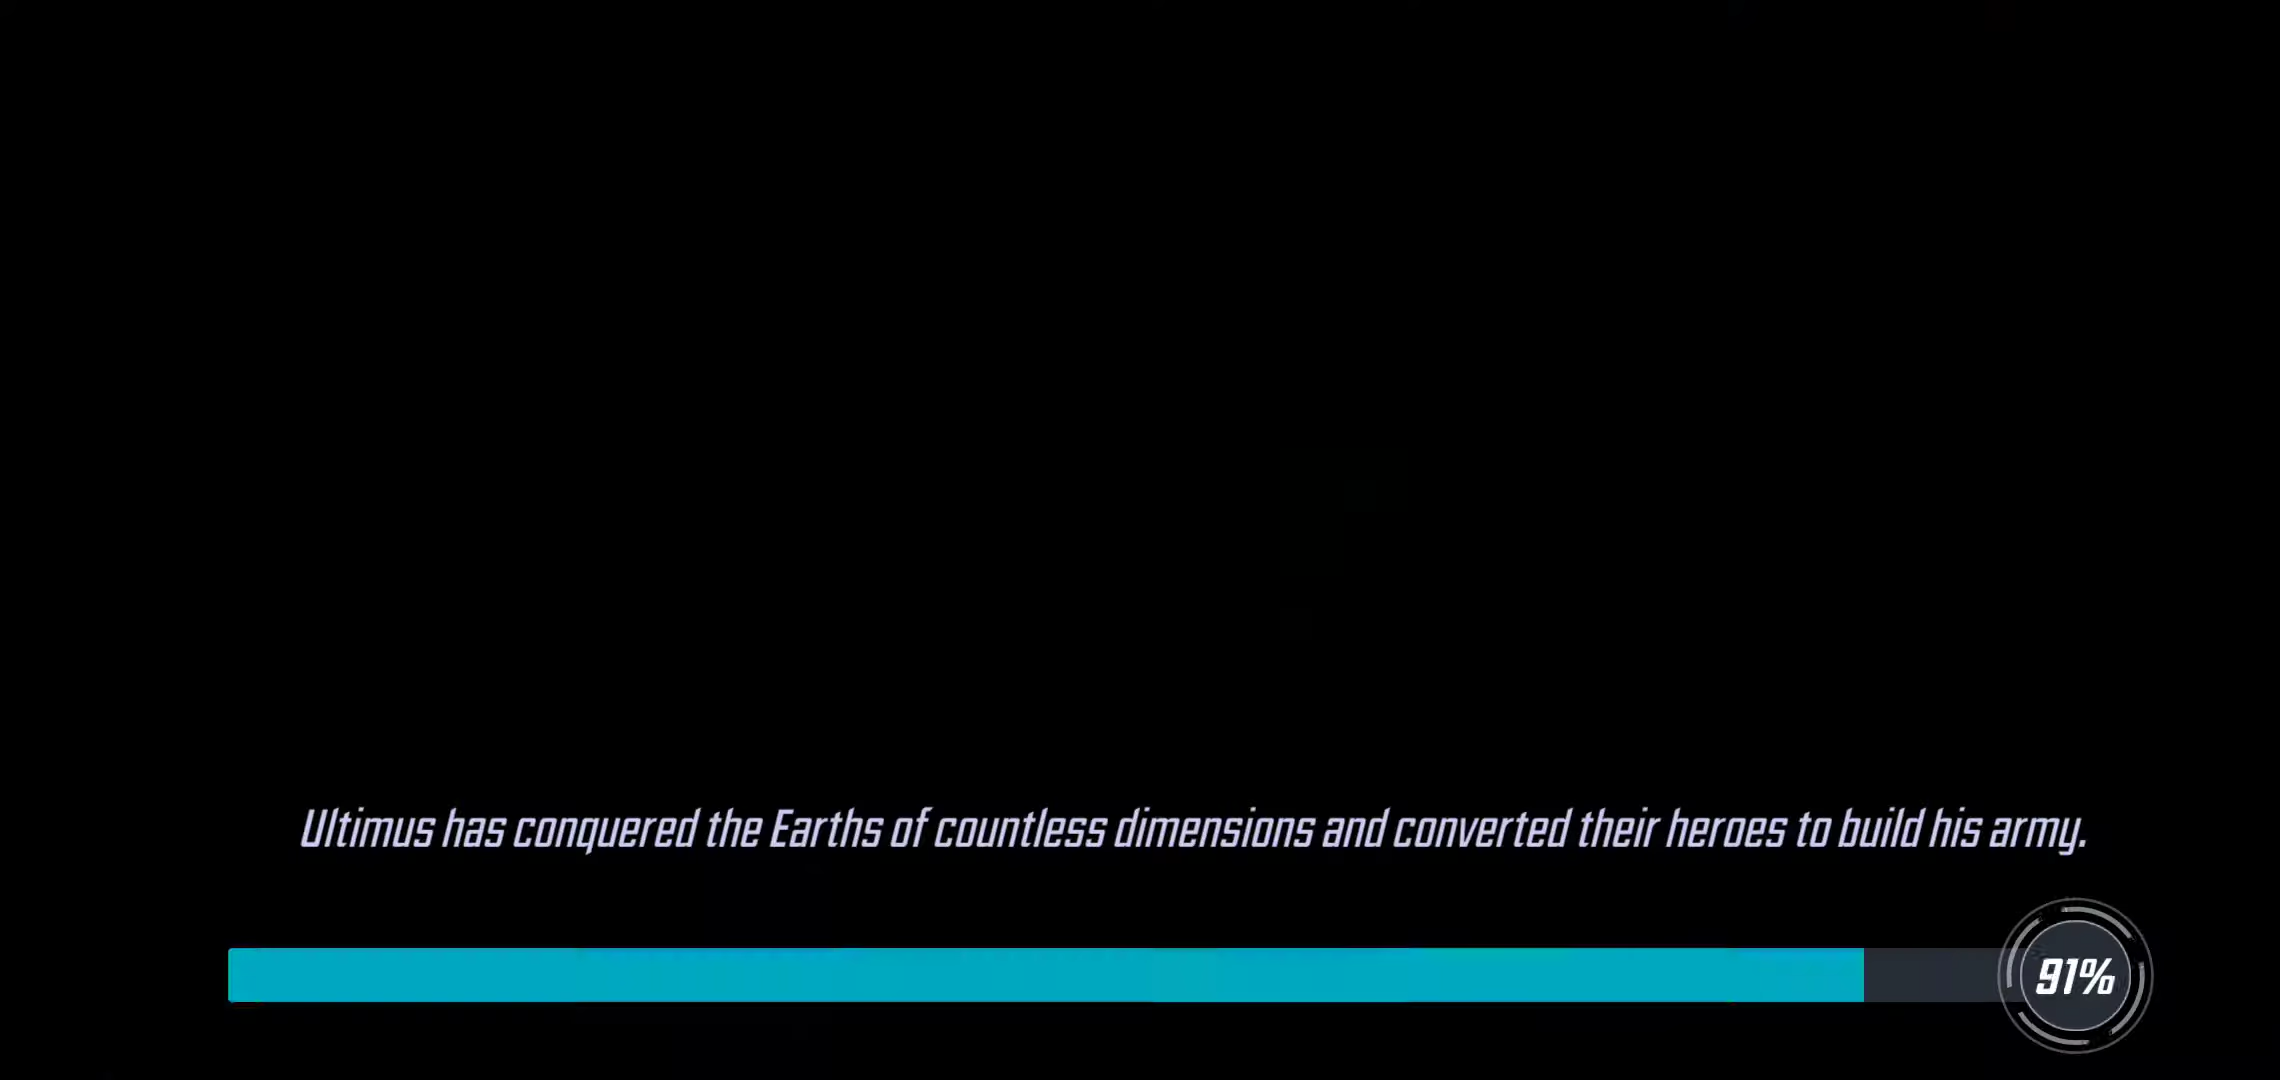 Ultimus has conquered the Earths of countless dimensions and converted their heroes to build his army.
91%